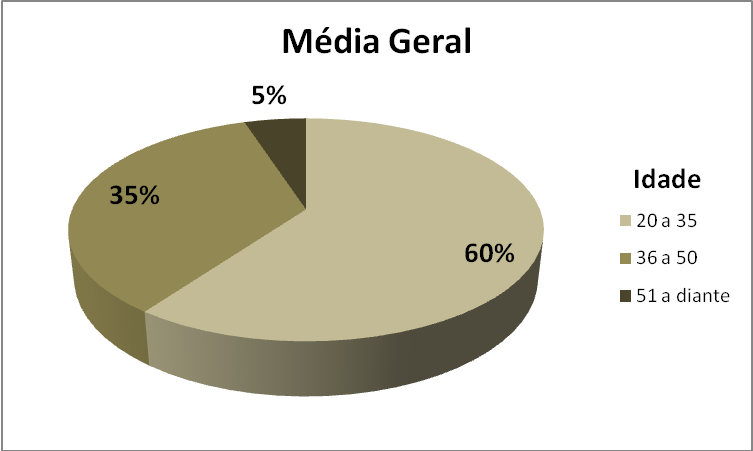 Média Geral
5%
35%
60%
Idade
20 a 35
36 a 50
51 a diante